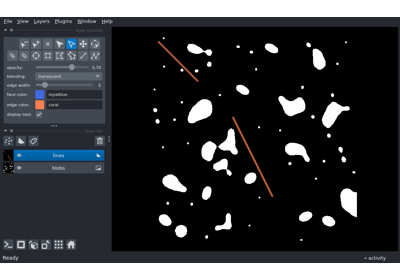 File View Layers Plugins Window Help
opacity: 0.70
blending: translucent
edge width: 5
face color: royalblue
edge color: coral
display text: ✓
lines
blobs
Ready • activity